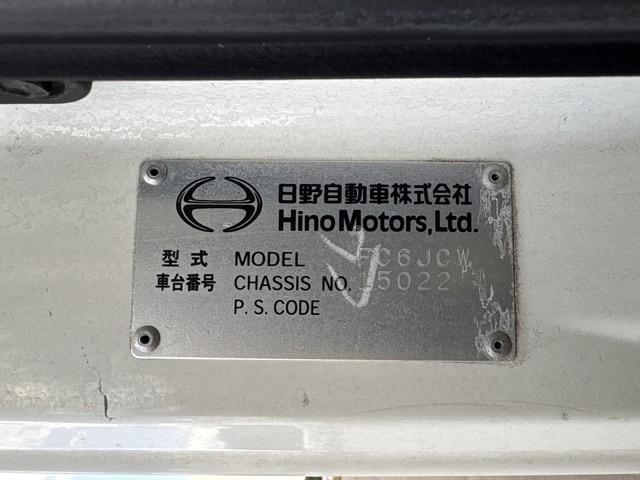 日野自動車株式会社
Hino Motors, Ltd.
型式 MODEL FC6JCW
車台番号 CHASSIS NO. 15022
P.S. CODE